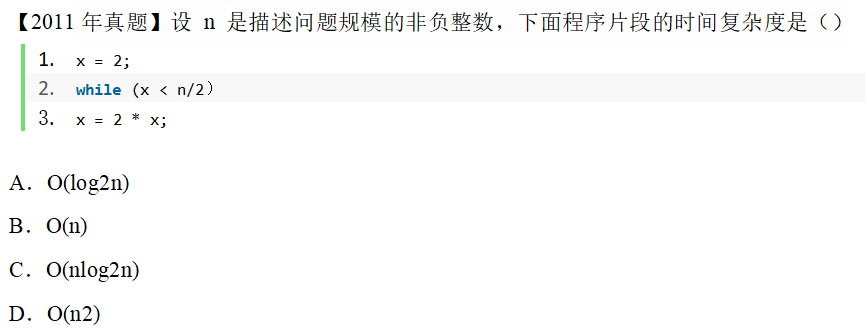 【2011 年真题】设 n 是描述问题规模的非负整数，下面程序片段的时间复杂度是（）
1. x = 2;
2. while (x < n/2）
3. x = 2 * x;
A．O(log2n)
B．O(n)
C．O(nlog2n)
D．O(n2)